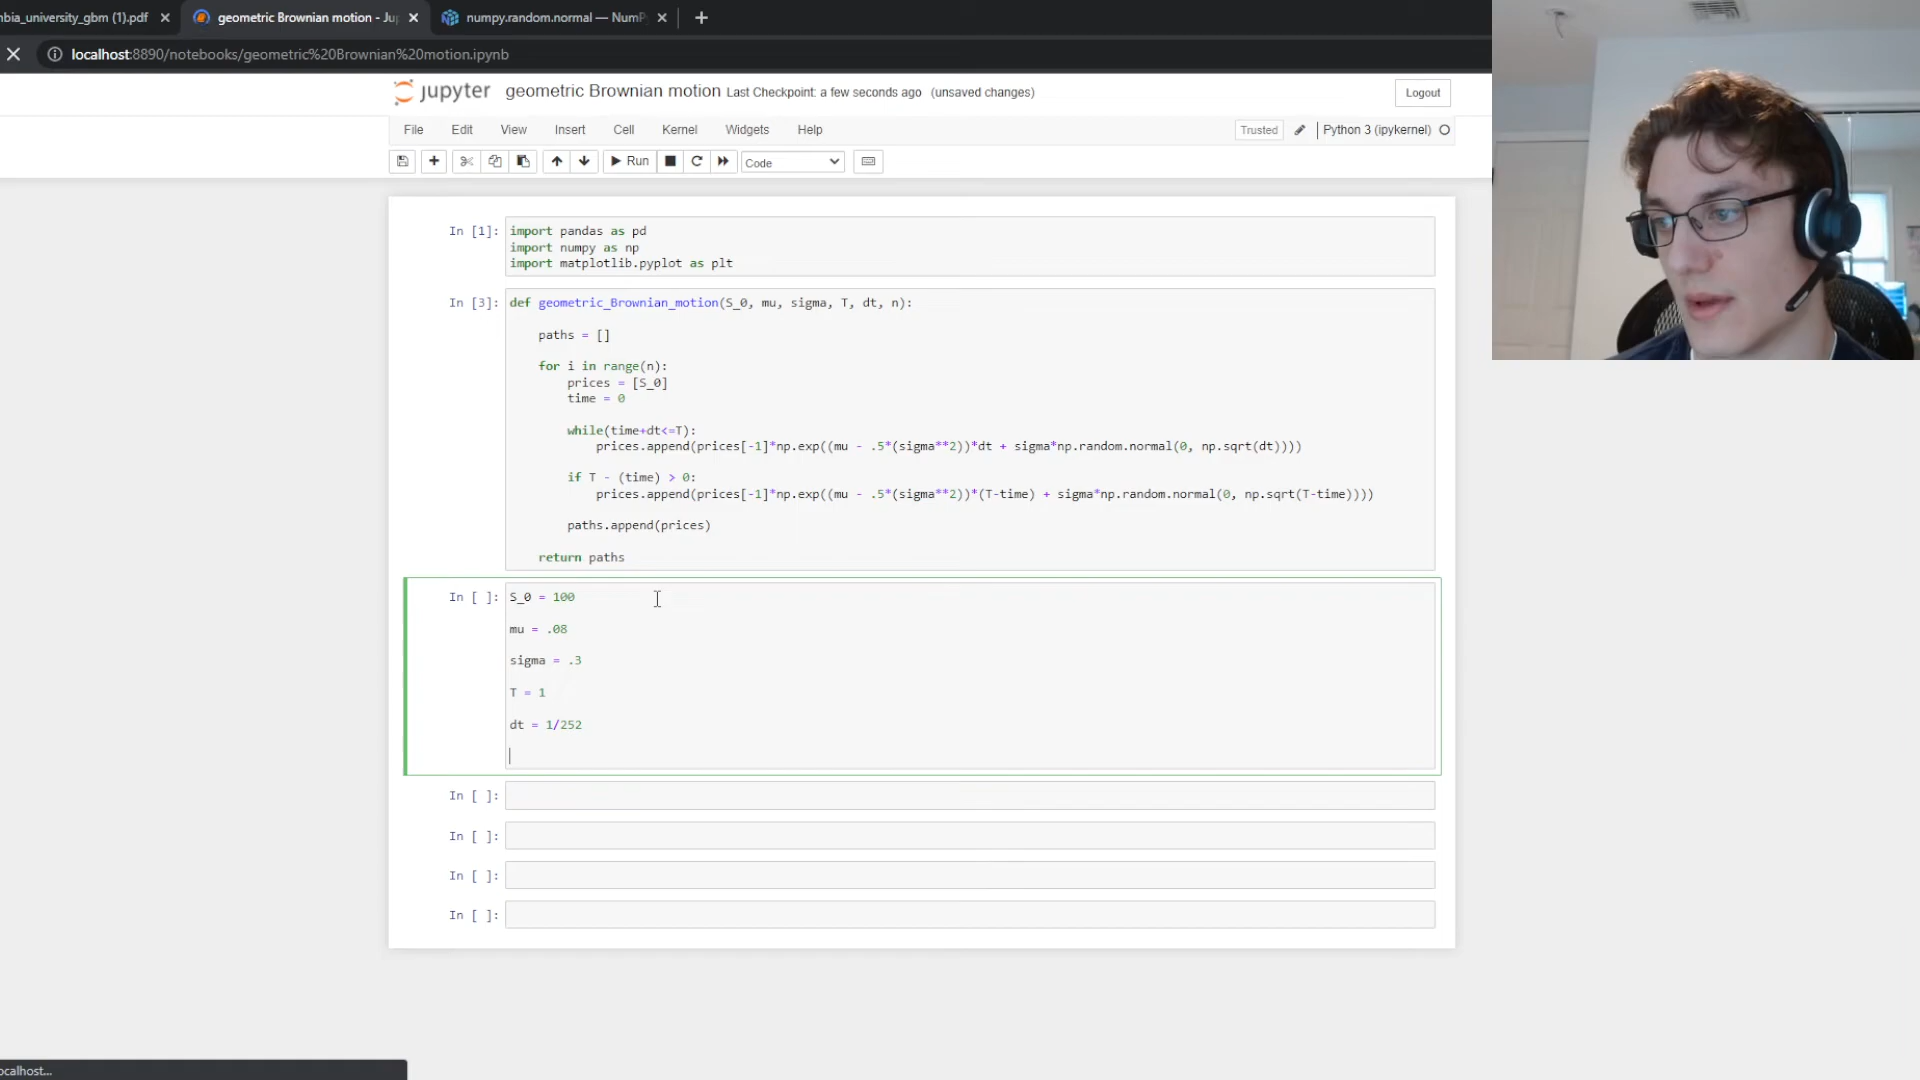 nbia_university_gbm (1).pdf
geometric Brownian motion - Ju
numpy.random.normal — NumP
localhost:8890/notebooks/geometric%20Brownian%20motion.ipynb
jupyter geometric Brownian motion Last Checkpoint: a few seconds ago (unsaved changes)
Logout
File Edit View Insert Cell Kernel Widgets Help
Trusted Python 3 (ipykernel)
Run Code
In [1]: import pandas as pd
import numpy as np
import matplotlib.pyplot as plt
In [3]: def geometric_Brownian_motion(S_0, mu, sigma, T, dt, n):
paths = []
for i in range(n):
prices = [S_0]
time = 0
while(time+dt<=T):
prices.append(prices[-1]*np.exp((mu - .5*(sigma**2))*dt + sigma*np.random.normal(0, np.sqrt(dt))))
if T - (time) > 0:
prices.append(prices[-1]*np.exp((mu - .5*(sigma**2))*(T-time) + sigma*np.random.normal(0, np.sqrt(T-time))))
paths.append(prices)
return paths
In [ ]: S_0 = 100
mu = .08
sigma = .3
T = 1
dt = 1/252
In [ ]:
In [ ]:
In [ ]:
In [ ]:
ocalhost...